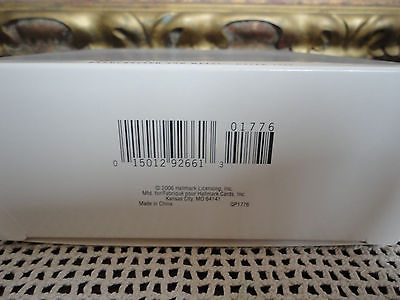 01776
0 15012 92661 3
© 2006 Hallmark Licensing, Inc.
Mfd. for/Fabriqué pour Hallmark Cards, Inc.
Kansas City, MO 64141
Made in China QP1776